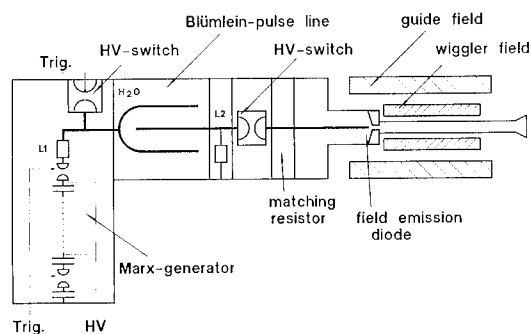 Blümlein-pulse line
guide field
HV-switch
HV-switch
wiggler field
Trig.
H2O
L2
L1
matching
resistor
field emission
diode
Marx-generator
Trig.
HV